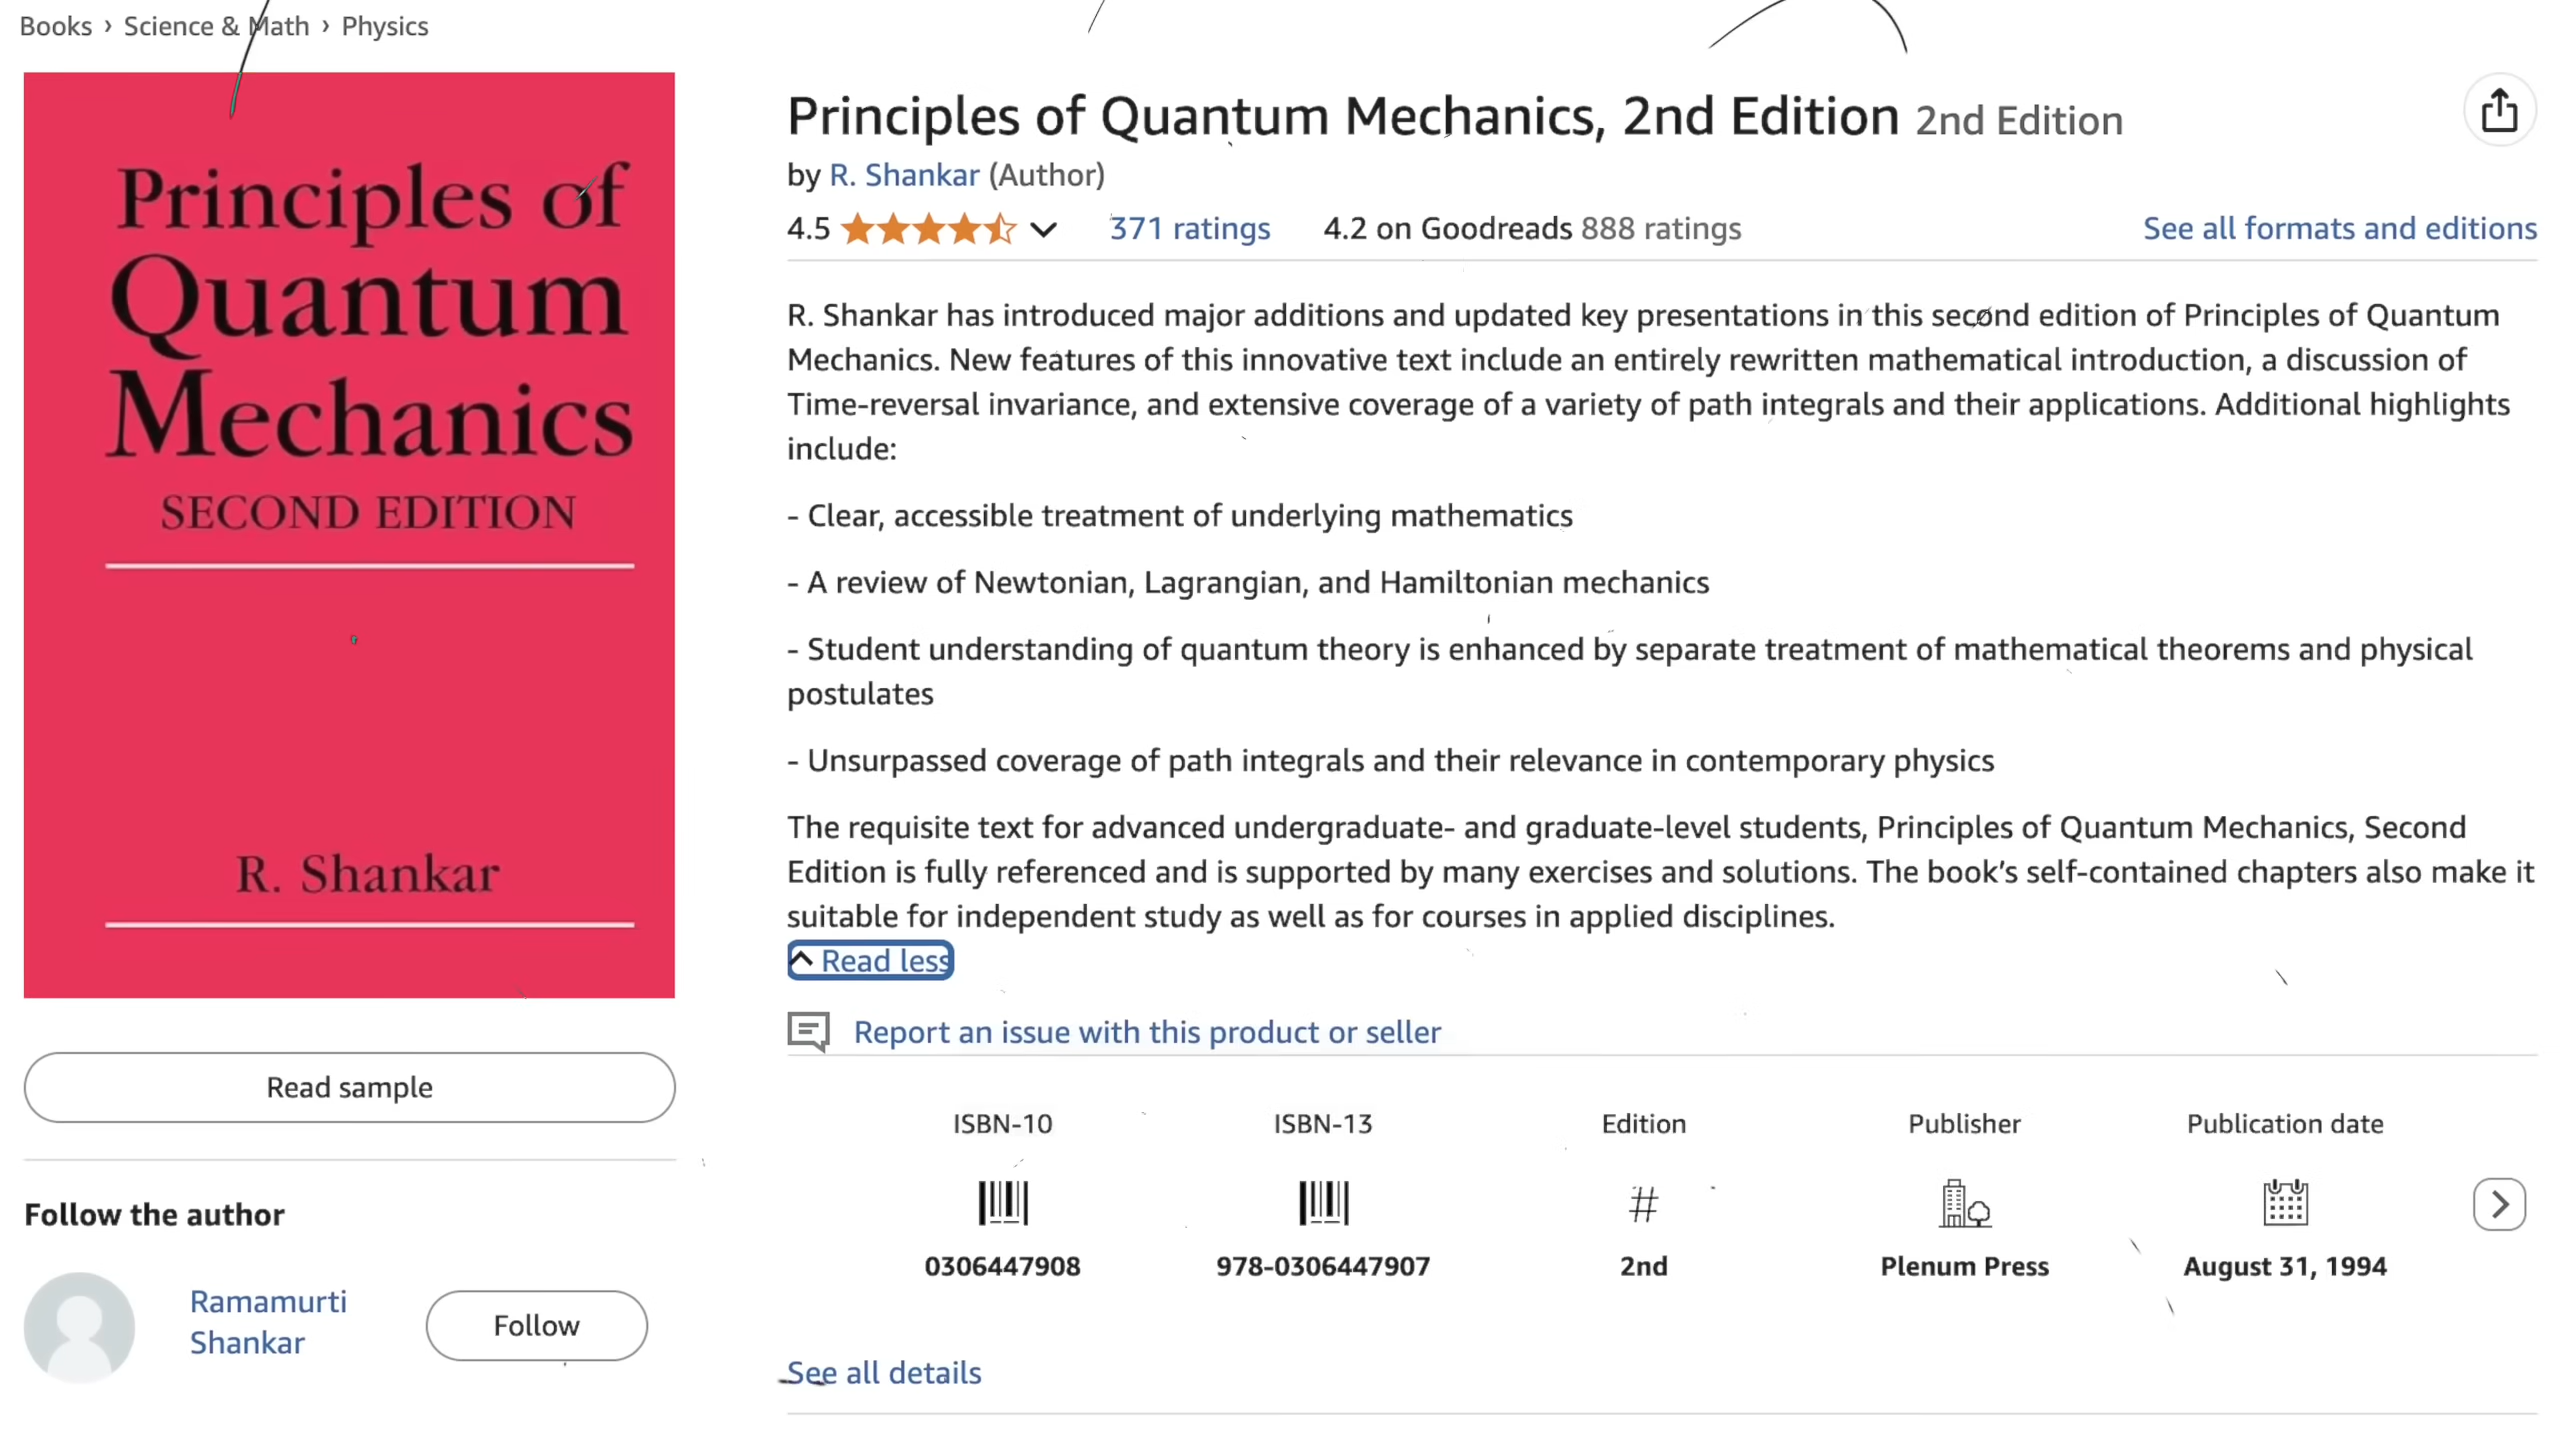 Books › Science & Math › Physics
Principles of
Quantum
Mechanics
SECOND EDITION
R. Shankar
Read sample
Follow the author
Ramamurti
Shankar
Follow
Principles of Quantum Mechanics, 2nd Edition 2nd Edition
by R. Shankar (Author)
4.5 371 ratings 4.2 on Goodreads 888 ratings See all formats and editions
R. Shankar has introduced major additions and updated key presentations in this second edition of Principles of Quantum
Mechanics. New features of this innovative text include an entirely rewritten mathematical introduction, a discussion of
Time-reversal invariance, and extensive coverage of a variety of path integrals and their applications. Additional highlights
include:
- Clear, accessible treatment of underlying mathematics
- A review of Newtonian, Lagrangian, and Hamiltonian mechanics
- Student understanding of quantum theory is enhanced by separate treatment of mathematical theorems and physical
postulates
- Unsurpassed coverage of path integrals and their relevance in contemporary physics
The requisite text for advanced undergraduate- and graduate-level students, Principles of Quantum Mechanics, Second
Edition is fully referenced and is supported by many exercises and solutions. The book’s self-contained chapters also make it
suitable for independent study as well as for courses in applied disciplines.
Read less
Report an issue with this product or seller
ISBN-10 ISBN-13 Edition Publisher Publication date
#
0306447908 978-0306447907 2nd Plenum Press August 31, 1994
See all details